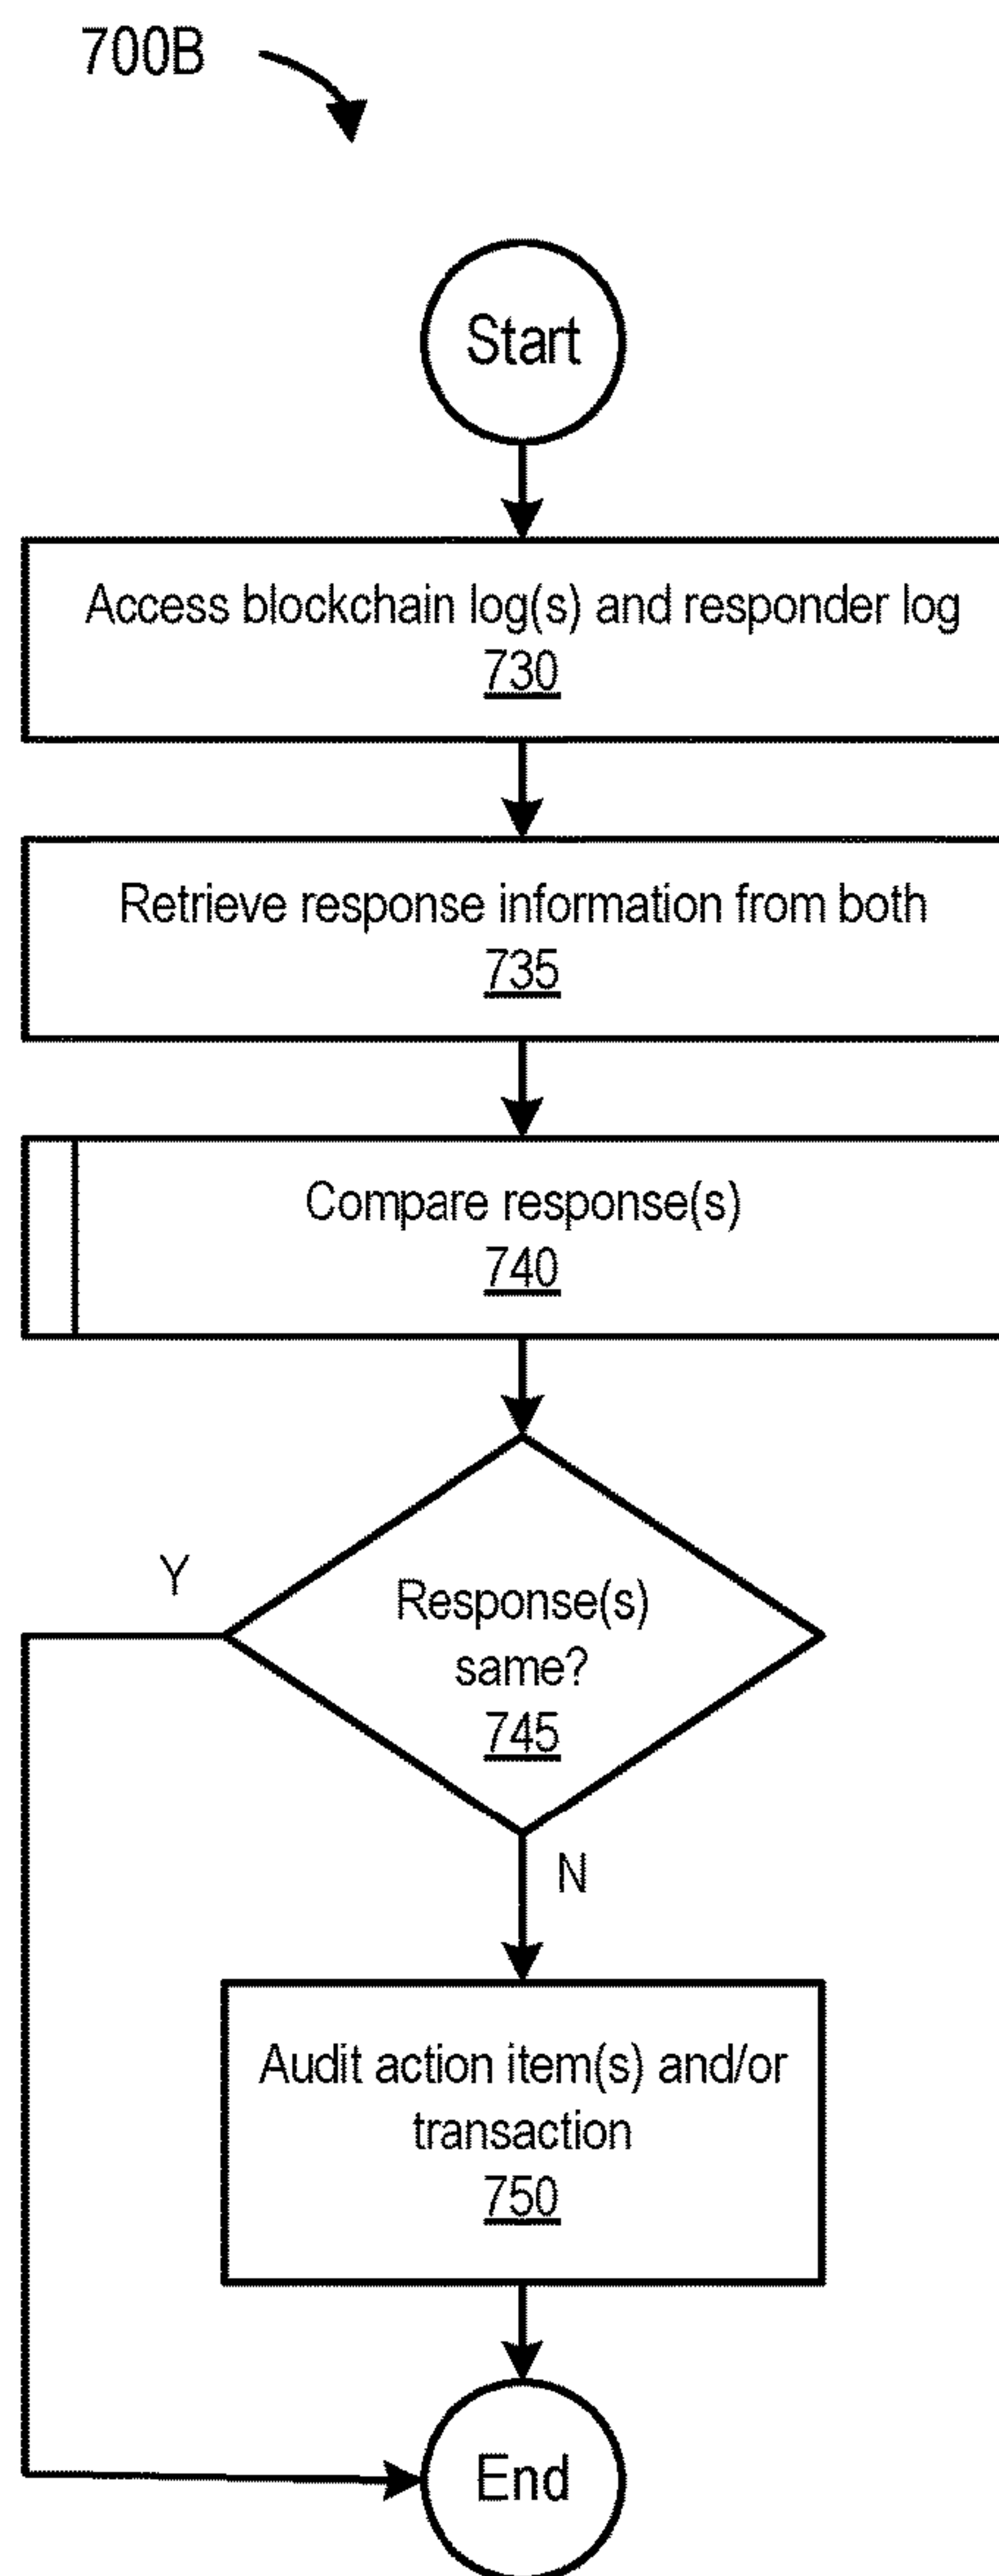 700B
Start
Access blockchain log(s) and responder log
730
Retrieve response information from both
735
Compare response(s)
740
Y
Response(s)
same?
745
N
Audit action item(s) and/or
transaction
750
End